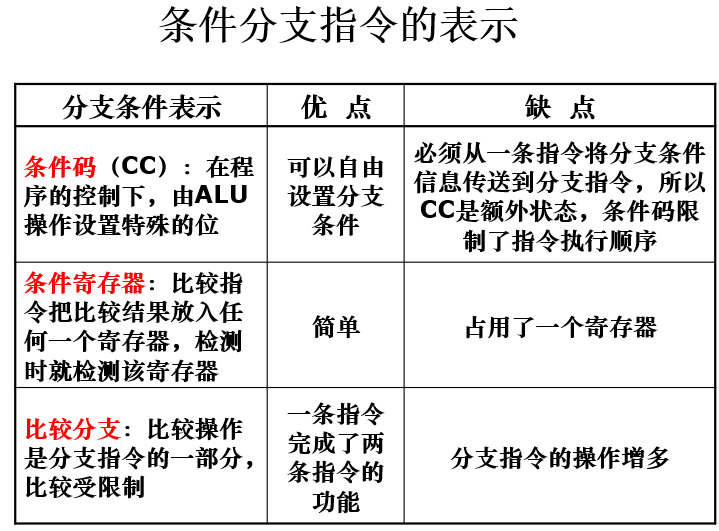 条件分支指令的表示
分支条件表示
优 点
缺 点
条件码（CC）：在程
序的控制下，由ALU
操作设置特殊的位
可以自由
设置分支
条件
必须从一条指令将分支条件
信息传送到分支指令，所以
CC是额外状态，条件码限
制了指令执行顺序
条件寄存器：比较指
令把比较结果放入任
何一个寄存器，检测
时就检测该寄存器
简单
占用了一个寄存器
比较分支：比较操作
是分支指令的一部分，
比较受限制
一条指令
完成了两
条指令的
功能
分支指令的操作增多